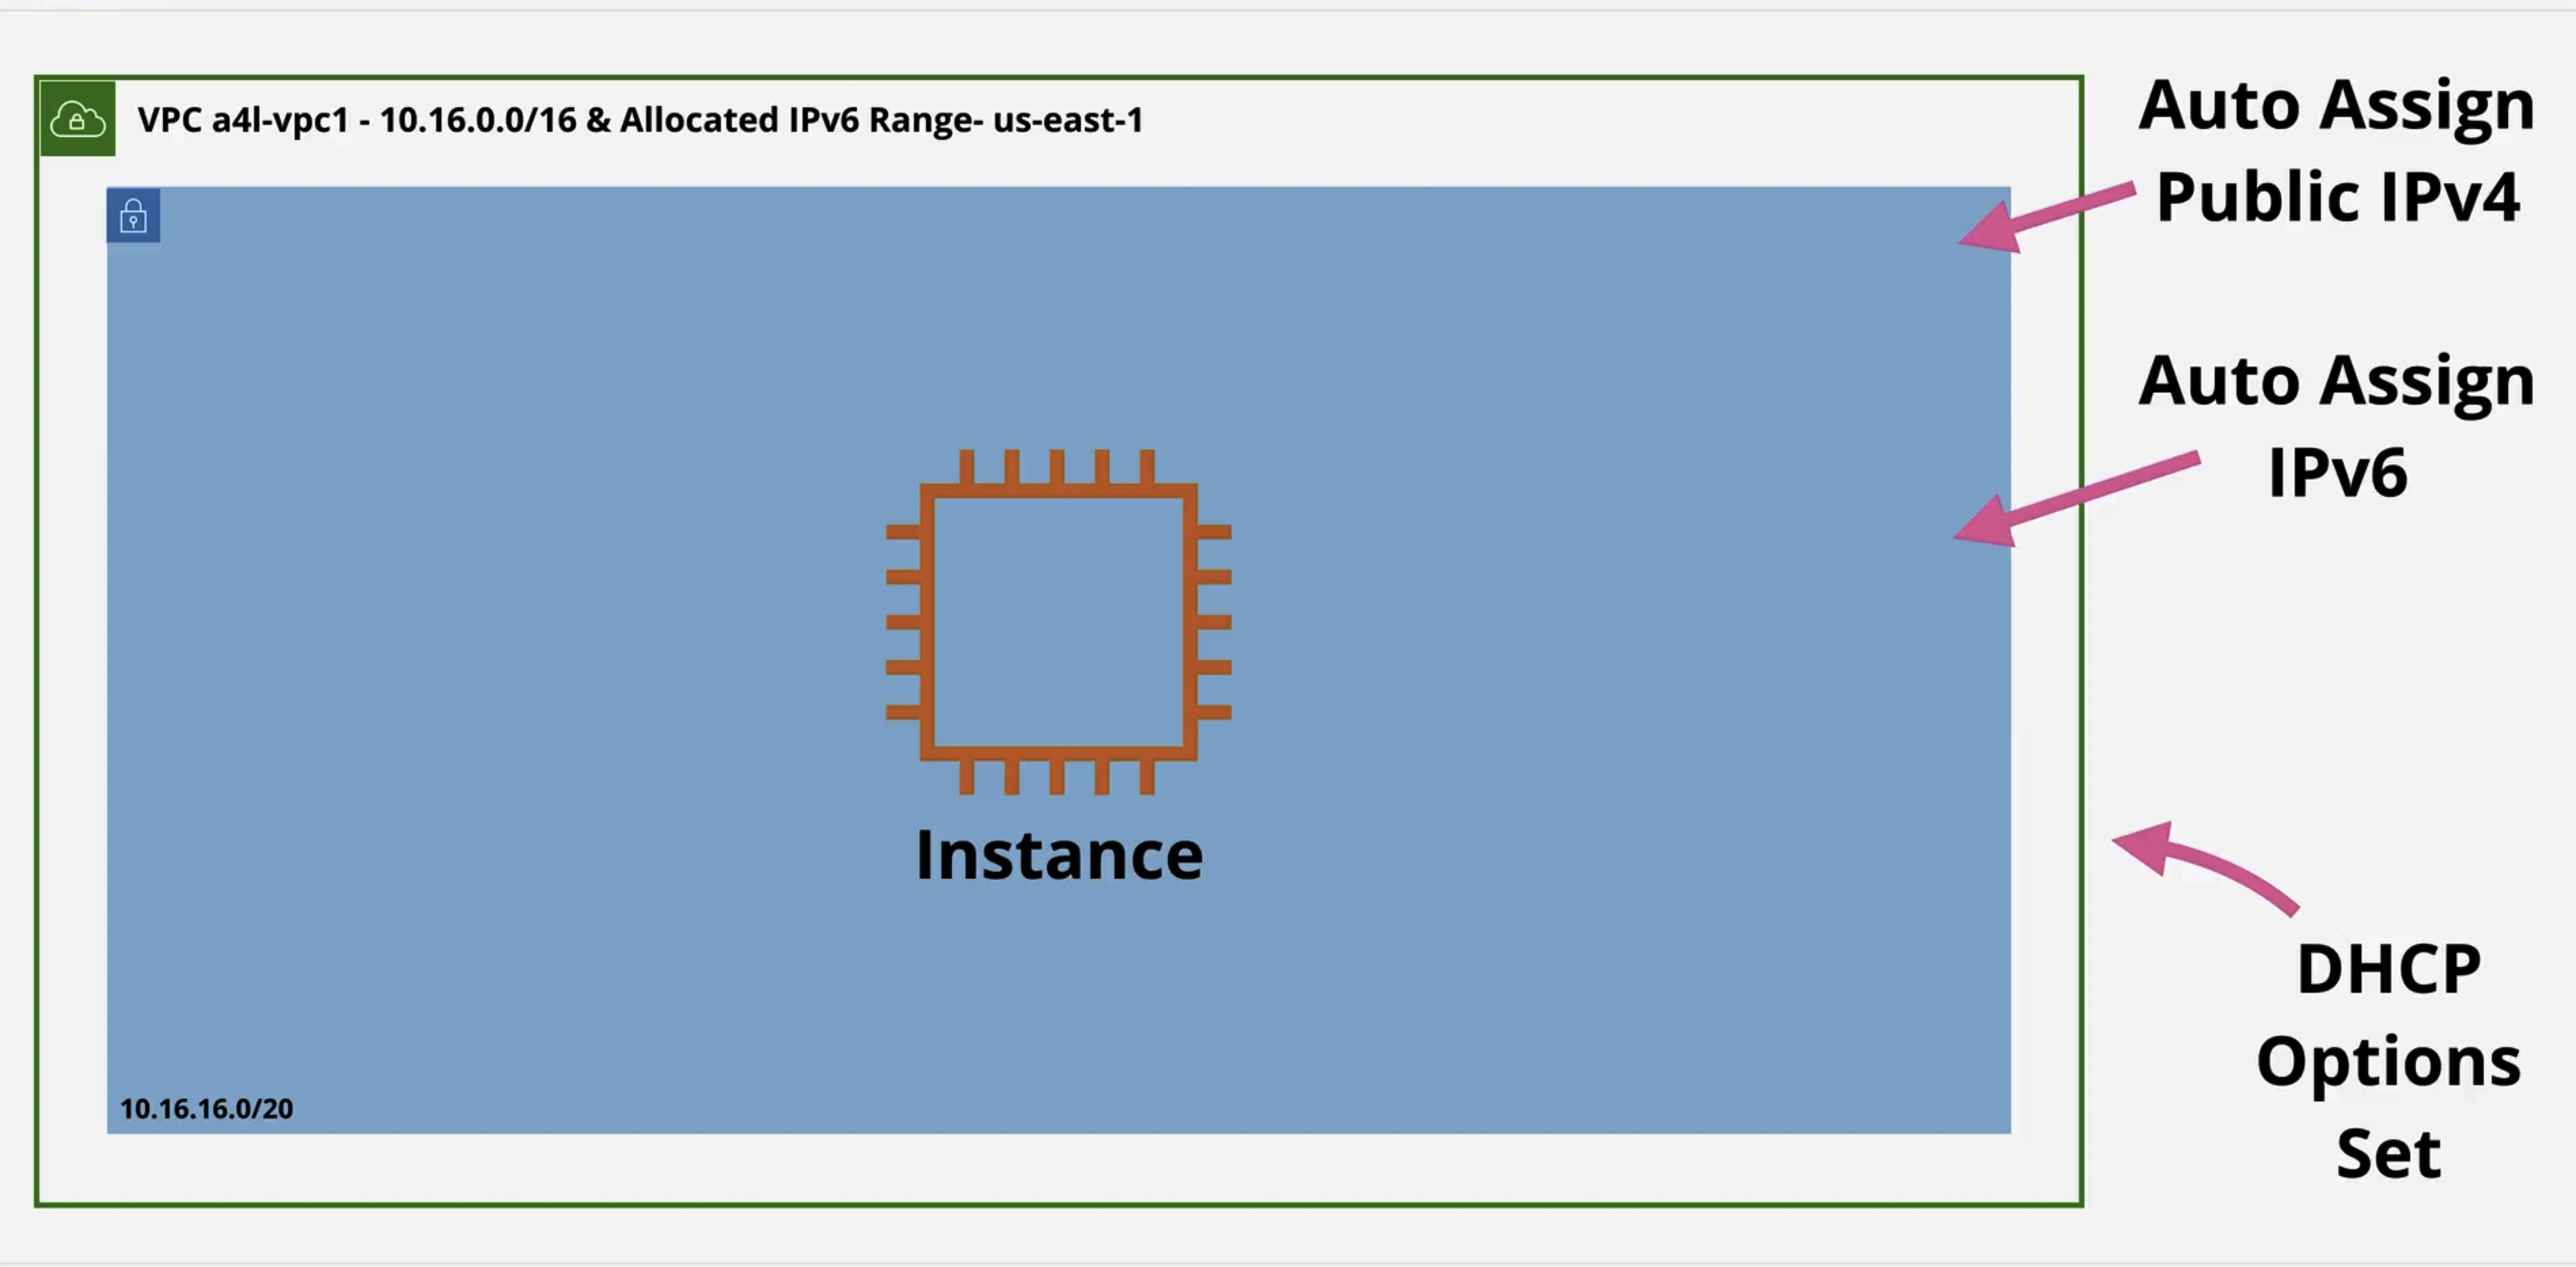 VPC a4l-vpc1 - 10.16.0.0/16 & Allocated IPv6 Range- us-east-1
Auto Assign
Public IPv4
Auto Assign
IPv6
Instance
DHCP
Options
Set
10.16.16.0/20